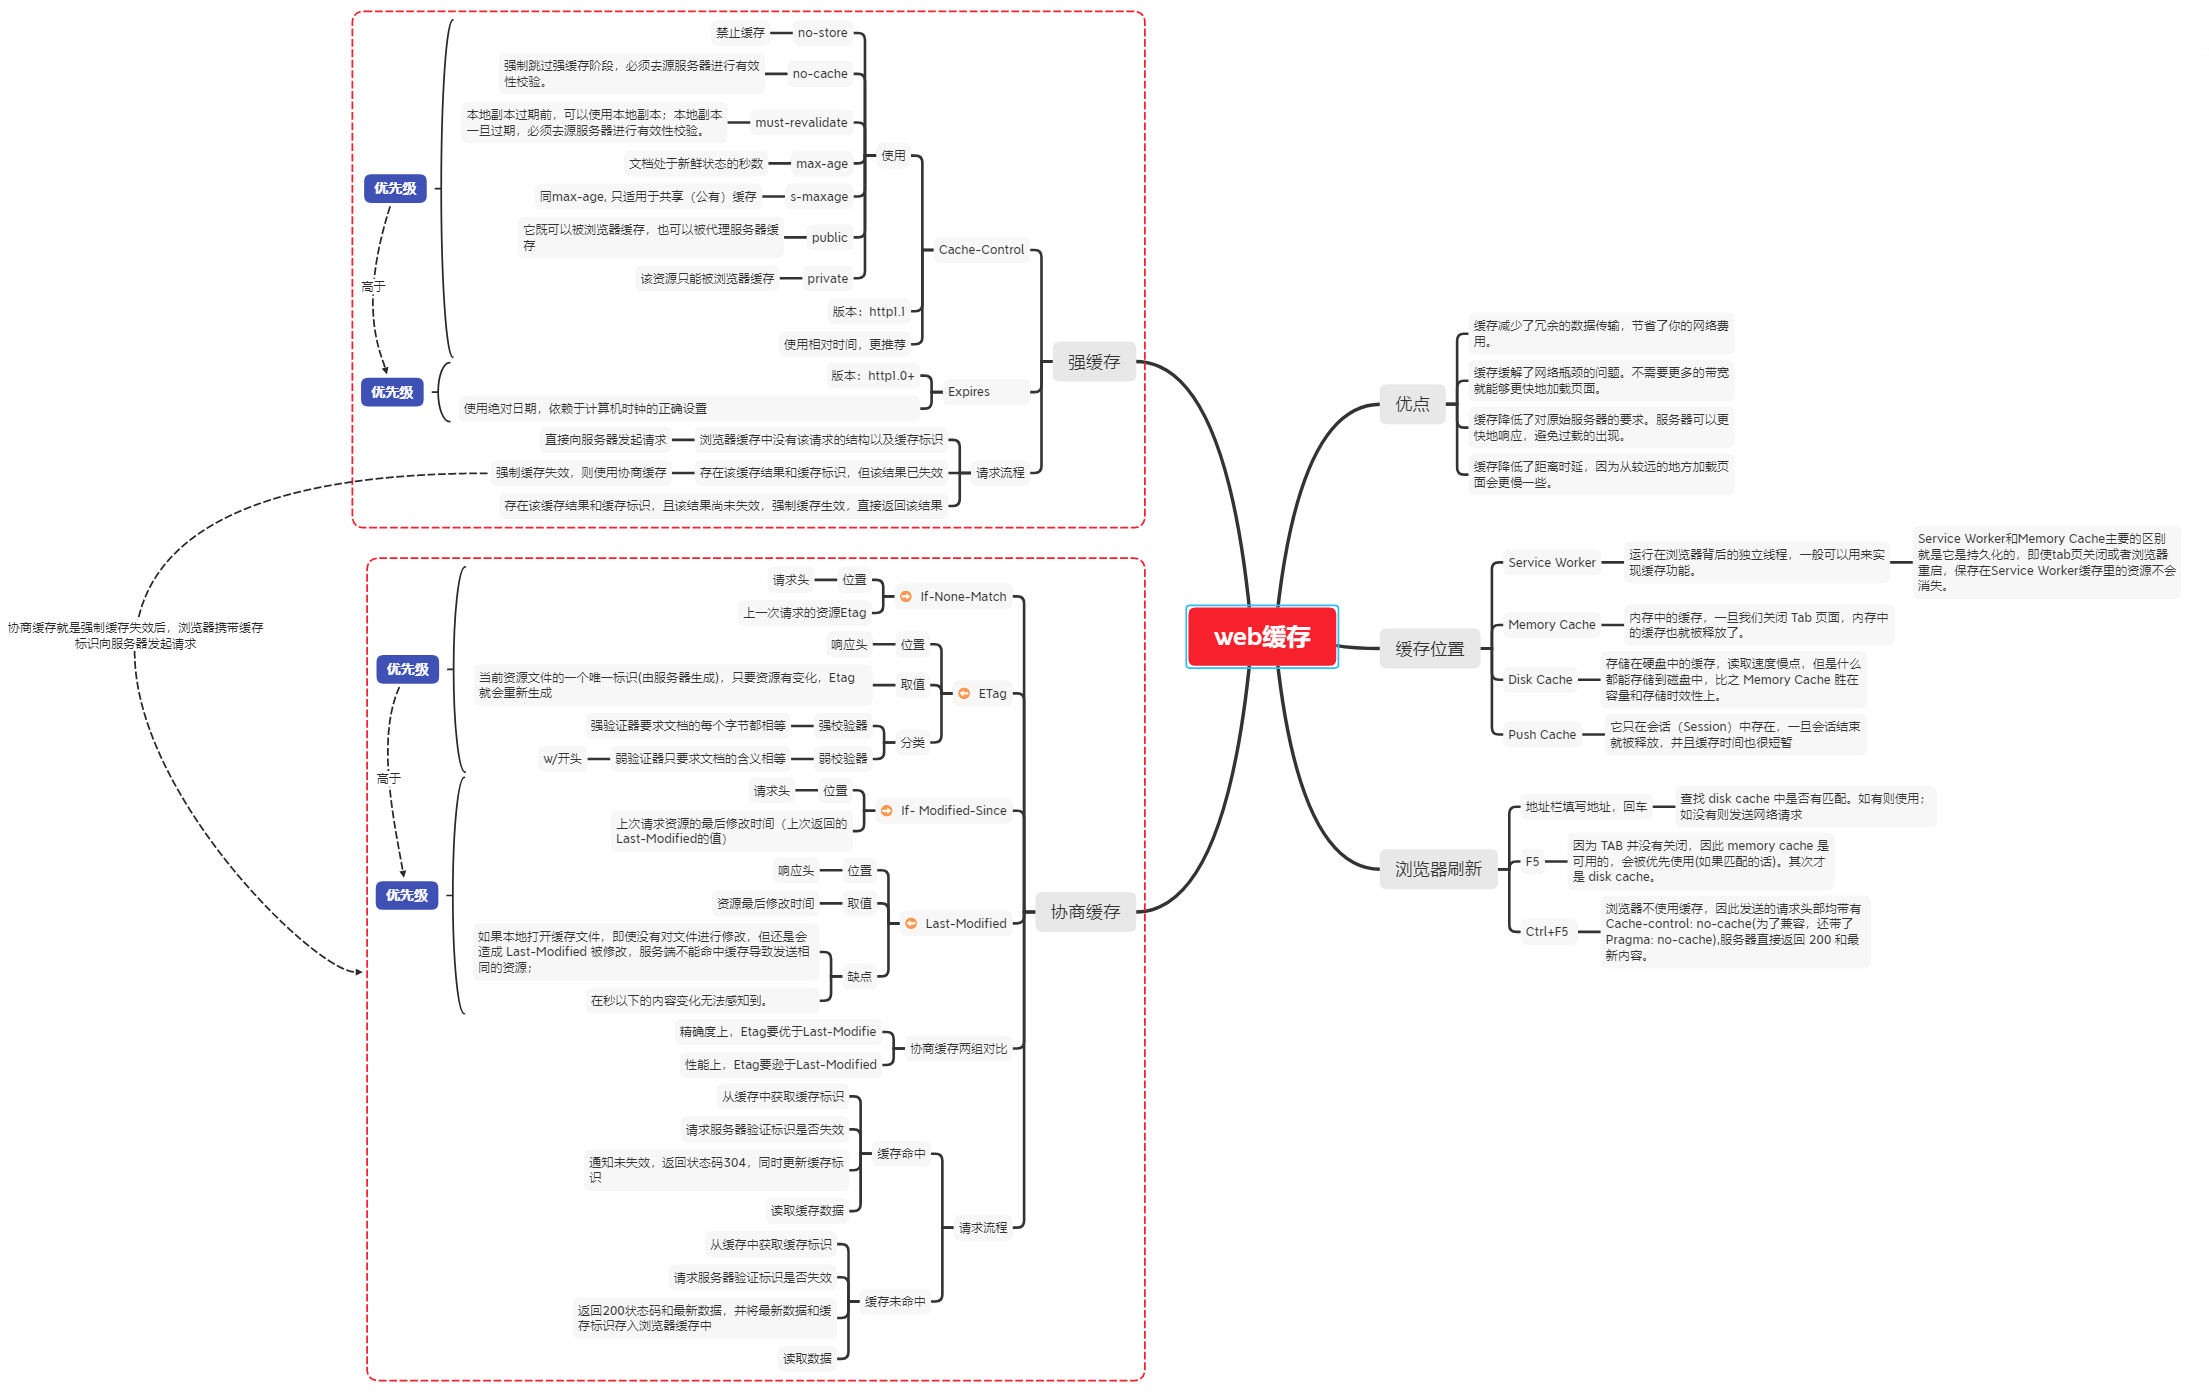 web缓存
强缓存
Cache-Control
使用
no-store
禁止缓存
no-cache
强制跳过强缓存阶段，必须去源服务器进行有效
性校验。
must-revalidate
本地副本过期前，可以使用本地副本；本地副本
一旦过期，必须去源服务器进行有效性校验。
max-age
文档处于新鲜状态的秒数
s-maxage
同max-age, 只适用于共享（公有）缓存
public
它既可以被浏览器缓存，也可以被代理服务器缓
存
private
该资源只能被浏览器缓存
版本：http1.1
使用相对时间，更推荐
优先级
高于
优先级
Expires
版本：http1.0+
使用绝对日期，依赖于计算机时钟的正确设置
请求流程
浏览器缓存中没有该请求的结构以及缓存标识
直接向服务器发起请求
存在该缓存结果和缓存标识，但该结果已失效
强制缓存失效，则使用协商缓存
存在该缓存结果和缓存标识，且该结果尚未失效，强制缓存生效，直接返回该结果
协商缓存就是强制缓存失效后，浏览器携带缓存
标识向服务器发起请求
协商缓存
If-None-Match
位置
请求头
上一次请求的资源Etag
ETag
位置
响应头
取值
当前资源文件的一个唯一标识(由服务器生成)，只要资源有变化，Etag
就会重新生成
分类
强校验器
强验证器要求文档的每个字节都相等
弱校验器
弱验证器只要求文档的含义相等
w/开头
优先级
高于
优先级
If- Modified-Since
位置
请求头
上次请求资源的最后修改时间（上次返回的
Last-Modified的值）
Last-Modified
位置
响应头
取值
资源最后修改时间
缺点
如果本地打开缓存文件，即使没有对文件进行修改，但还是会
造成 Last-Modified 被修改，服务端不能命中缓存导致发送相
同的资源；
在秒以下的内容变化无法感知到。
协商缓存两组对比
精确度上，Etag要优于Last-Modifie
性能上，Etag要逊于Last-Modified
请求流程
缓存命中
从缓存中获取缓存标识
请求服务器验证标识是否失效
通知未失效，返回状态码304，同时更新缓存标
识
读取缓存数据
缓存未命中
从缓存中获取缓存标识
请求服务器验证标识是否失效
返回200状态码和最新数据，并将最新数据和缓
存标识存入浏览器缓存中
读取数据
优点
缓存减少了冗余的数据传输，节省了你的网络费
用。
缓存缓解了网络瓶颈的问题。不需要更多的带宽
就能够更快地加载页面。
缓存降低了对原始服务器的要求。服务器可以更
快地响应，避免过载的出现。
缓存降低了距离时延，因为从较远的地方加载页
面会更慢一些。
缓存位置
Service Worker
运行在浏览器背后的独立线程，一般可以用来实
现缓存功能。
Service Worker和Memory Cache主要的区别
就是它是持久化的，即使tab页关闭或者浏览器
重启，保存在Service Worker缓存里的资源不会
消失。
Memory Cache
内存中的缓存，一旦我们关闭 Tab 页面，内存中
的缓存也就被释放了。
Disk Cache
存储在硬盘中的缓存，读取速度慢点，但是什么
都能存储到磁盘中，比之 Memory Cache 胜在
容量和存储时效性上。
Push Cache
它只在会话（Session）中存在，一旦会话结束
就被释放，并且缓存时间也很短暂
浏览器刷新
地址栏填写地址，回车
查找 disk cache 中是否有匹配。如有则使用；
如没有则发送网络请求
F5
因为 TAB 并没有关闭，因此 memory cache 是
可用的，会被优先使用(如果匹配的话)。其次才
是 disk cache。
Ctrl+F5
浏览器不使用缓存，因此发送的请求头部均带有
Cache-control: no-cache(为了兼容，还带了
Pragma: no-cache),服务器直接返回 200 和最
新内容。